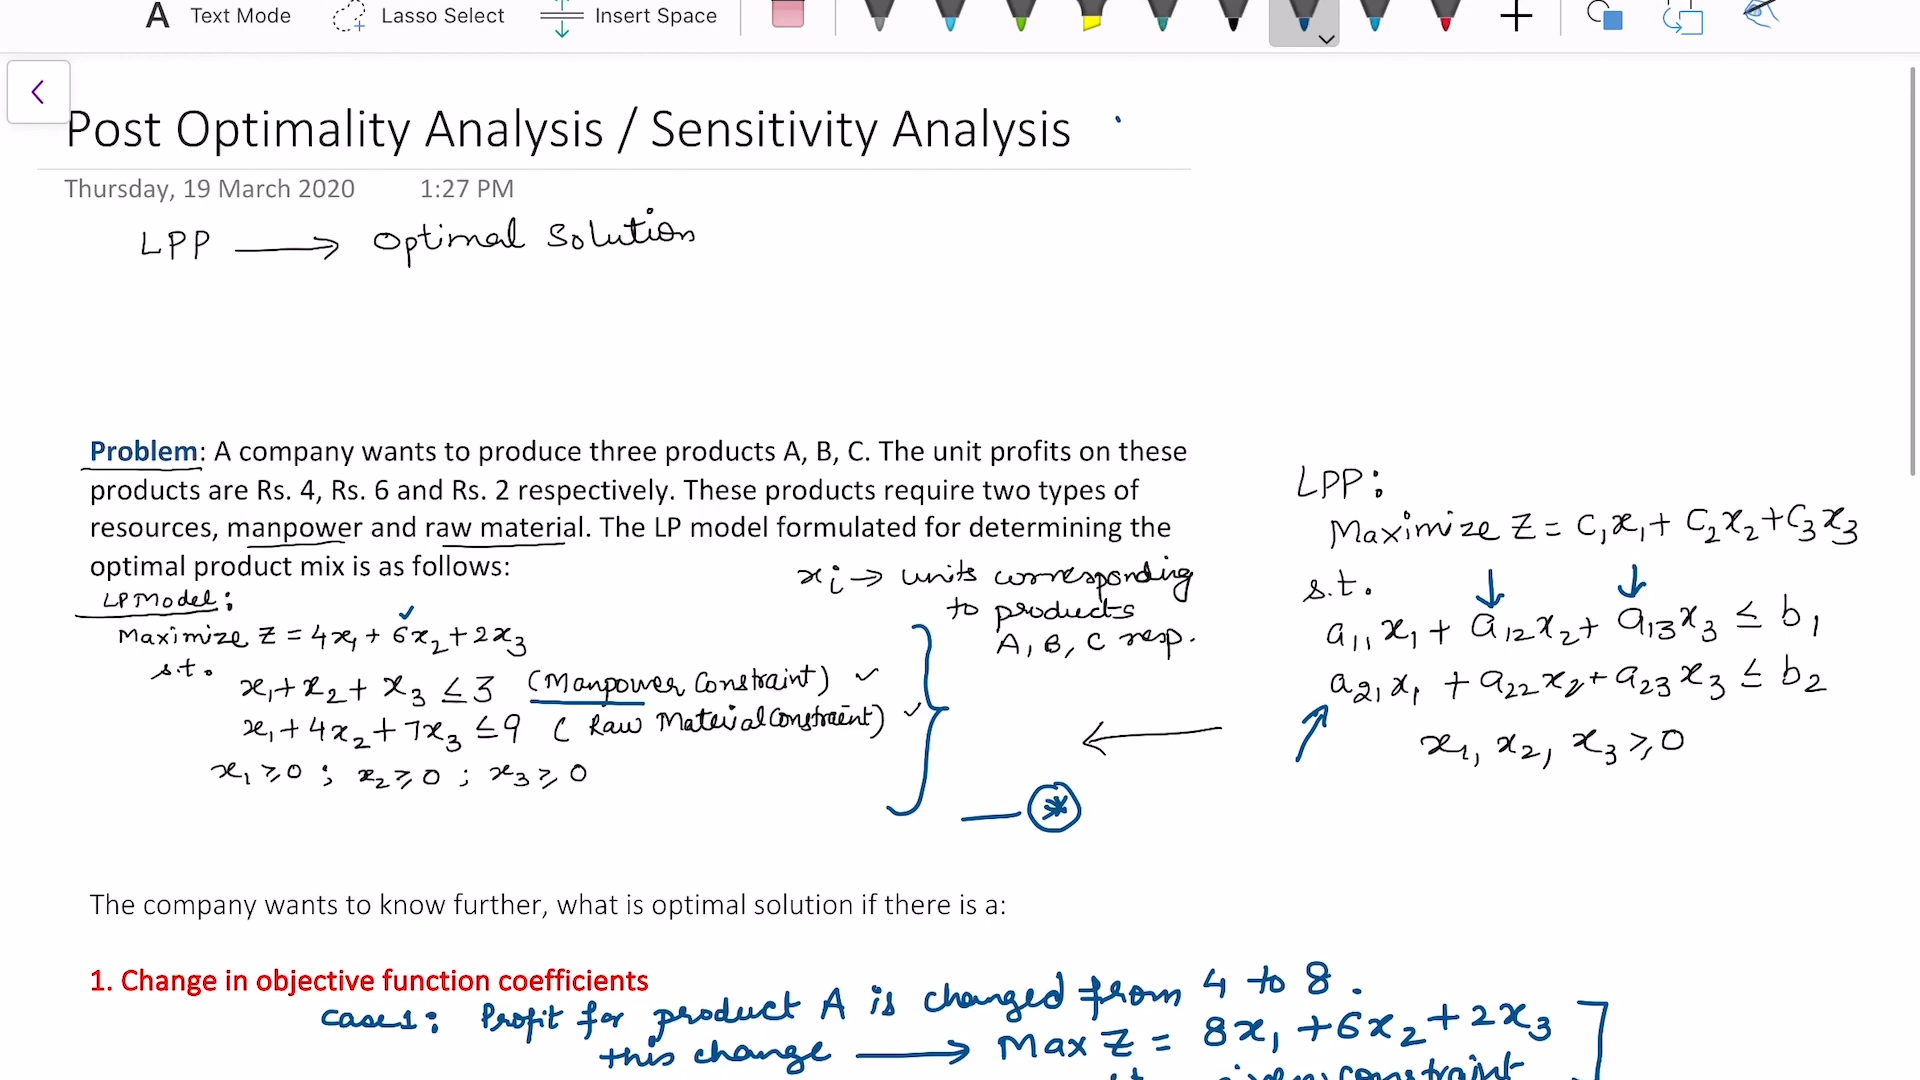 A Text Mode Lasso Select Insert Space
Post Optimality Analysis / Sensitivity Analysis
Thursday, 19 March 2020 1:27 PM
LPP ⟶ Optimal Solution
Problem: A company wants to produce three products A, B, C. The unit profits on these
products are Rs. 4, Rs. 6 and Rs. 2 respectively. These products require two types of
resources, manpower and raw material. The LP model formulated for determining the
optimal product mix is as follows:
xi → units corresponding
to products
A, B, C resp.
LP Model:
Maximize Z = 4x₁ + 6x₂ + 2x₃
s.t.
x₁ + x₂ + x₃ ≤ 3 (Manpower Constraint) ✓
x₁ + 4x₂ + 7x₃ ≤ 9 (Raw Material Constraint) ✓
x₁ ≥ 0 ; x₂ ≥ 0 ; x₃ ≥ 0
— *
LPP:
Maximize Z = C₁x₁ + C₂x₂ + C₃x₃
s.t.
a₁₁x₁ + a₁₂x₂ + a₁₃x₃ ≤ b₁
a₂₁x₁ + a₂₂x₂ + a₂₃x₃ ≤ b₂
x₁, x₂, x₃ ≥ 0
The company wants to know further, what is optimal solution if there is a:
1. Change in objective function coefficients
Case 1: Profit for product A is changed from 4 to 8.
this change ⟶ Max Z = 8x₁ + 6x₂ + 2x₃
constraint